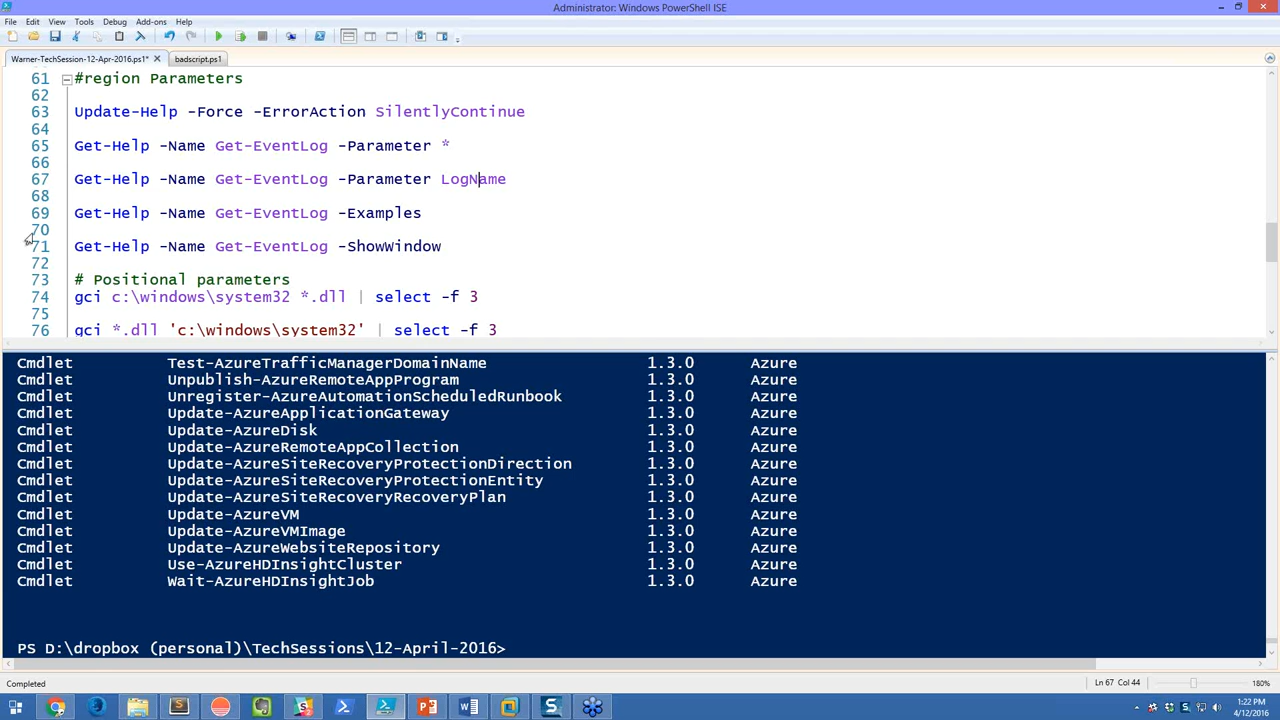 Administrator: Windows PowerShell ISE
File Edit View Tools Debug Add-ons Help
Warner-TechSession-12-Apr-2016.ps1* badscript.ps1
61 #region Parameters
62
63 Update-Help -Force -ErrorAction SilentlyContinue
64
65 Get-Help -Name Get-EventLog -Parameter *
66
67 Get-Help -Name Get-EventLog -Parameter LogName
68
69 Get-Help -Name Get-EventLog -Examples
70
71 Get-Help -Name Get-EventLog -ShowWindow
72
73 # Positional parameters
74 gci c:\windows\system32 *.dll | select -f 3
75
76 gci *.dll 'c:\windows\system32' | select -f 3
Cmdlet Test-AzureTrafficManagerDomainName 1.3.0 Azure
Cmdlet Unpublish-AzureRemoteAppProgram 1.3.0 Azure
Cmdlet Unregister-AzureAutomationScheduledRunbook 1.3.0 Azure
Cmdlet Update-AzureApplicationGateway 1.3.0 Azure
Cmdlet Update-AzureDisk 1.3.0 Azure
Cmdlet Update-AzureRemoteAppCollection 1.3.0 Azure
Cmdlet Update-AzureSiteRecoveryProtectionDirection 1.3.0 Azure
Cmdlet Update-AzureSiteRecoveryProtectionEntity 1.3.0 Azure
Cmdlet Update-AzureSiteRecoveryRecoveryPlan 1.3.0 Azure
Cmdlet Update-AzureVM 1.3.0 Azure
Cmdlet Update-AzureVMImage 1.3.0 Azure
Cmdlet Update-AzureWebsiteRepository 1.3.0 Azure
Cmdlet Use-AzureHDInsightCluster 1.3.0 Azure
Cmdlet Wait-AzureHDInsightJob 1.3.0 Azure
PS D:\dropbox (personal)\TechSessions\12-April-2016>
Completed Ln 67 Col 44 180%
1:22 PM
4/12/2016